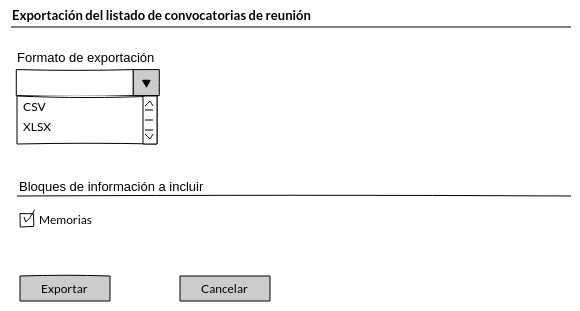 Exportación del listado de convocatorias de reunión
Formato de exportación
CSV
XLSX
Bloques de información a incluir
Memorias
Exportar
Cancelar